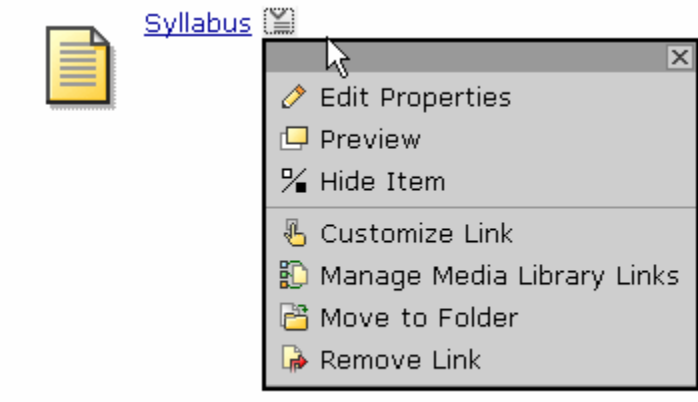 Syllabus
Edit Properties
Preview
Hide Item
Customize Link
Manage Media Library Links
Move to Folder
Remove Link